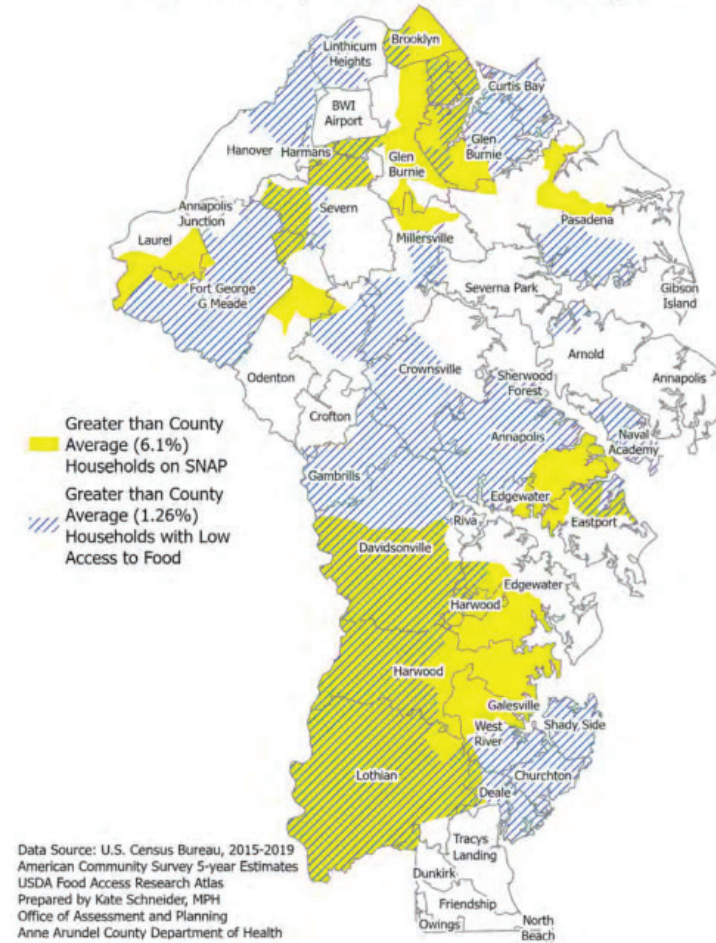 Brooklyn
Linthicum
Heights
Curtis Bay
BWI
Airport
Hanover
Harmans
Glen
Burnie
Glen
Burnie
Annapolis
Junction
Severn
Pasadena
Laurel
Millersville
Fort George
G Meade
Severna Park
Gibson
Island
Arnold
Odenton
Crownsville
Sherwood
Forest
Annapolis
Crofton
Greater than County
Average (6.1%)
Households on SNAP
Annapolis
Naval
Academy
Gambrills
Greater than County
Average (1.26%)
Households with Low
Access to Food
Edgewater
Riva
Eastport
Davidsonville
Edgewater
Harwood
Harwood
Galesville
West
River
Shady Side
Lothian
Churchton
Deale
Tracys
Landing
Dunkirk
Friendship
Owings
North
Beach
Data Source: U.S. Census Bureau, 2015-2019
American Community Survey 5-year Estimates
USDA Food Access Research Atlas
Prepared by Kate Schneider, MPH
Office of Assessment and Planning
Anne Arundel County Department of Health